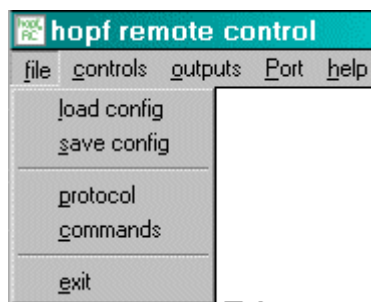 hopf remote control
file controls outputs Port help
load config
save config
protocol
commands
exit